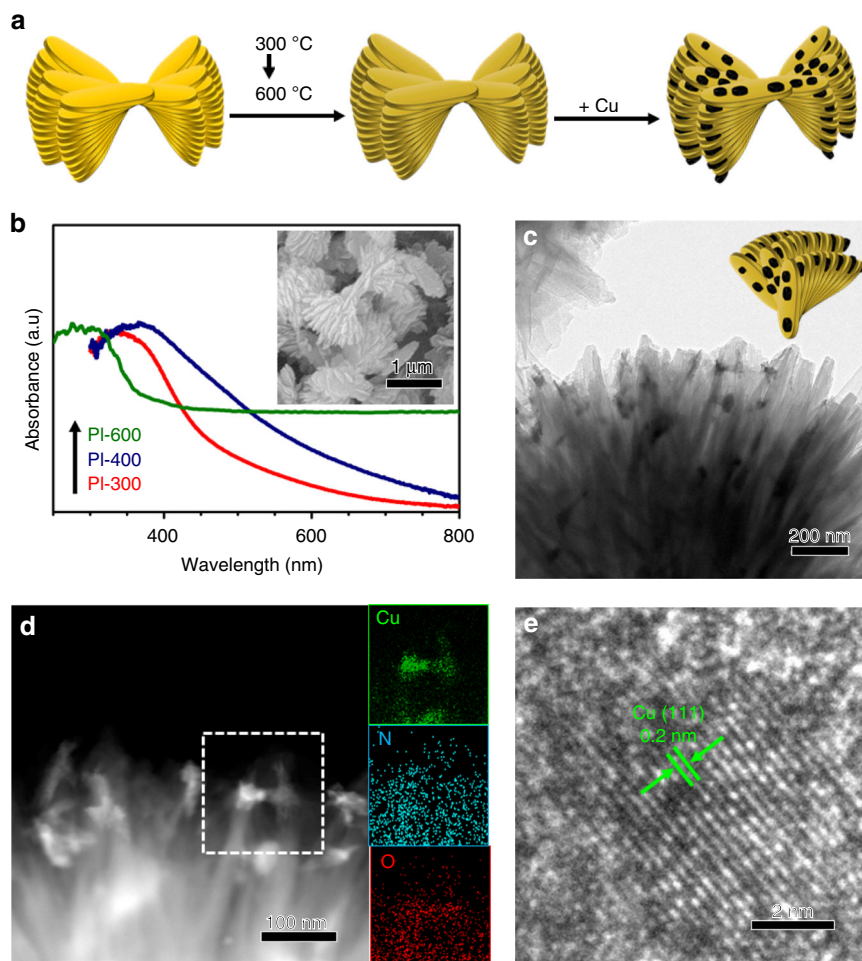 a
300 °C
600 °C
+ Cu
b
Absorbance (a.u)
1 µm
PI-600
PI-400
PI-300
400
600
800
Wavelength (nm)
c
200 nm
d
100 nm
Cu
N
O
e
Cu (111)
0.2 nm
2 nm